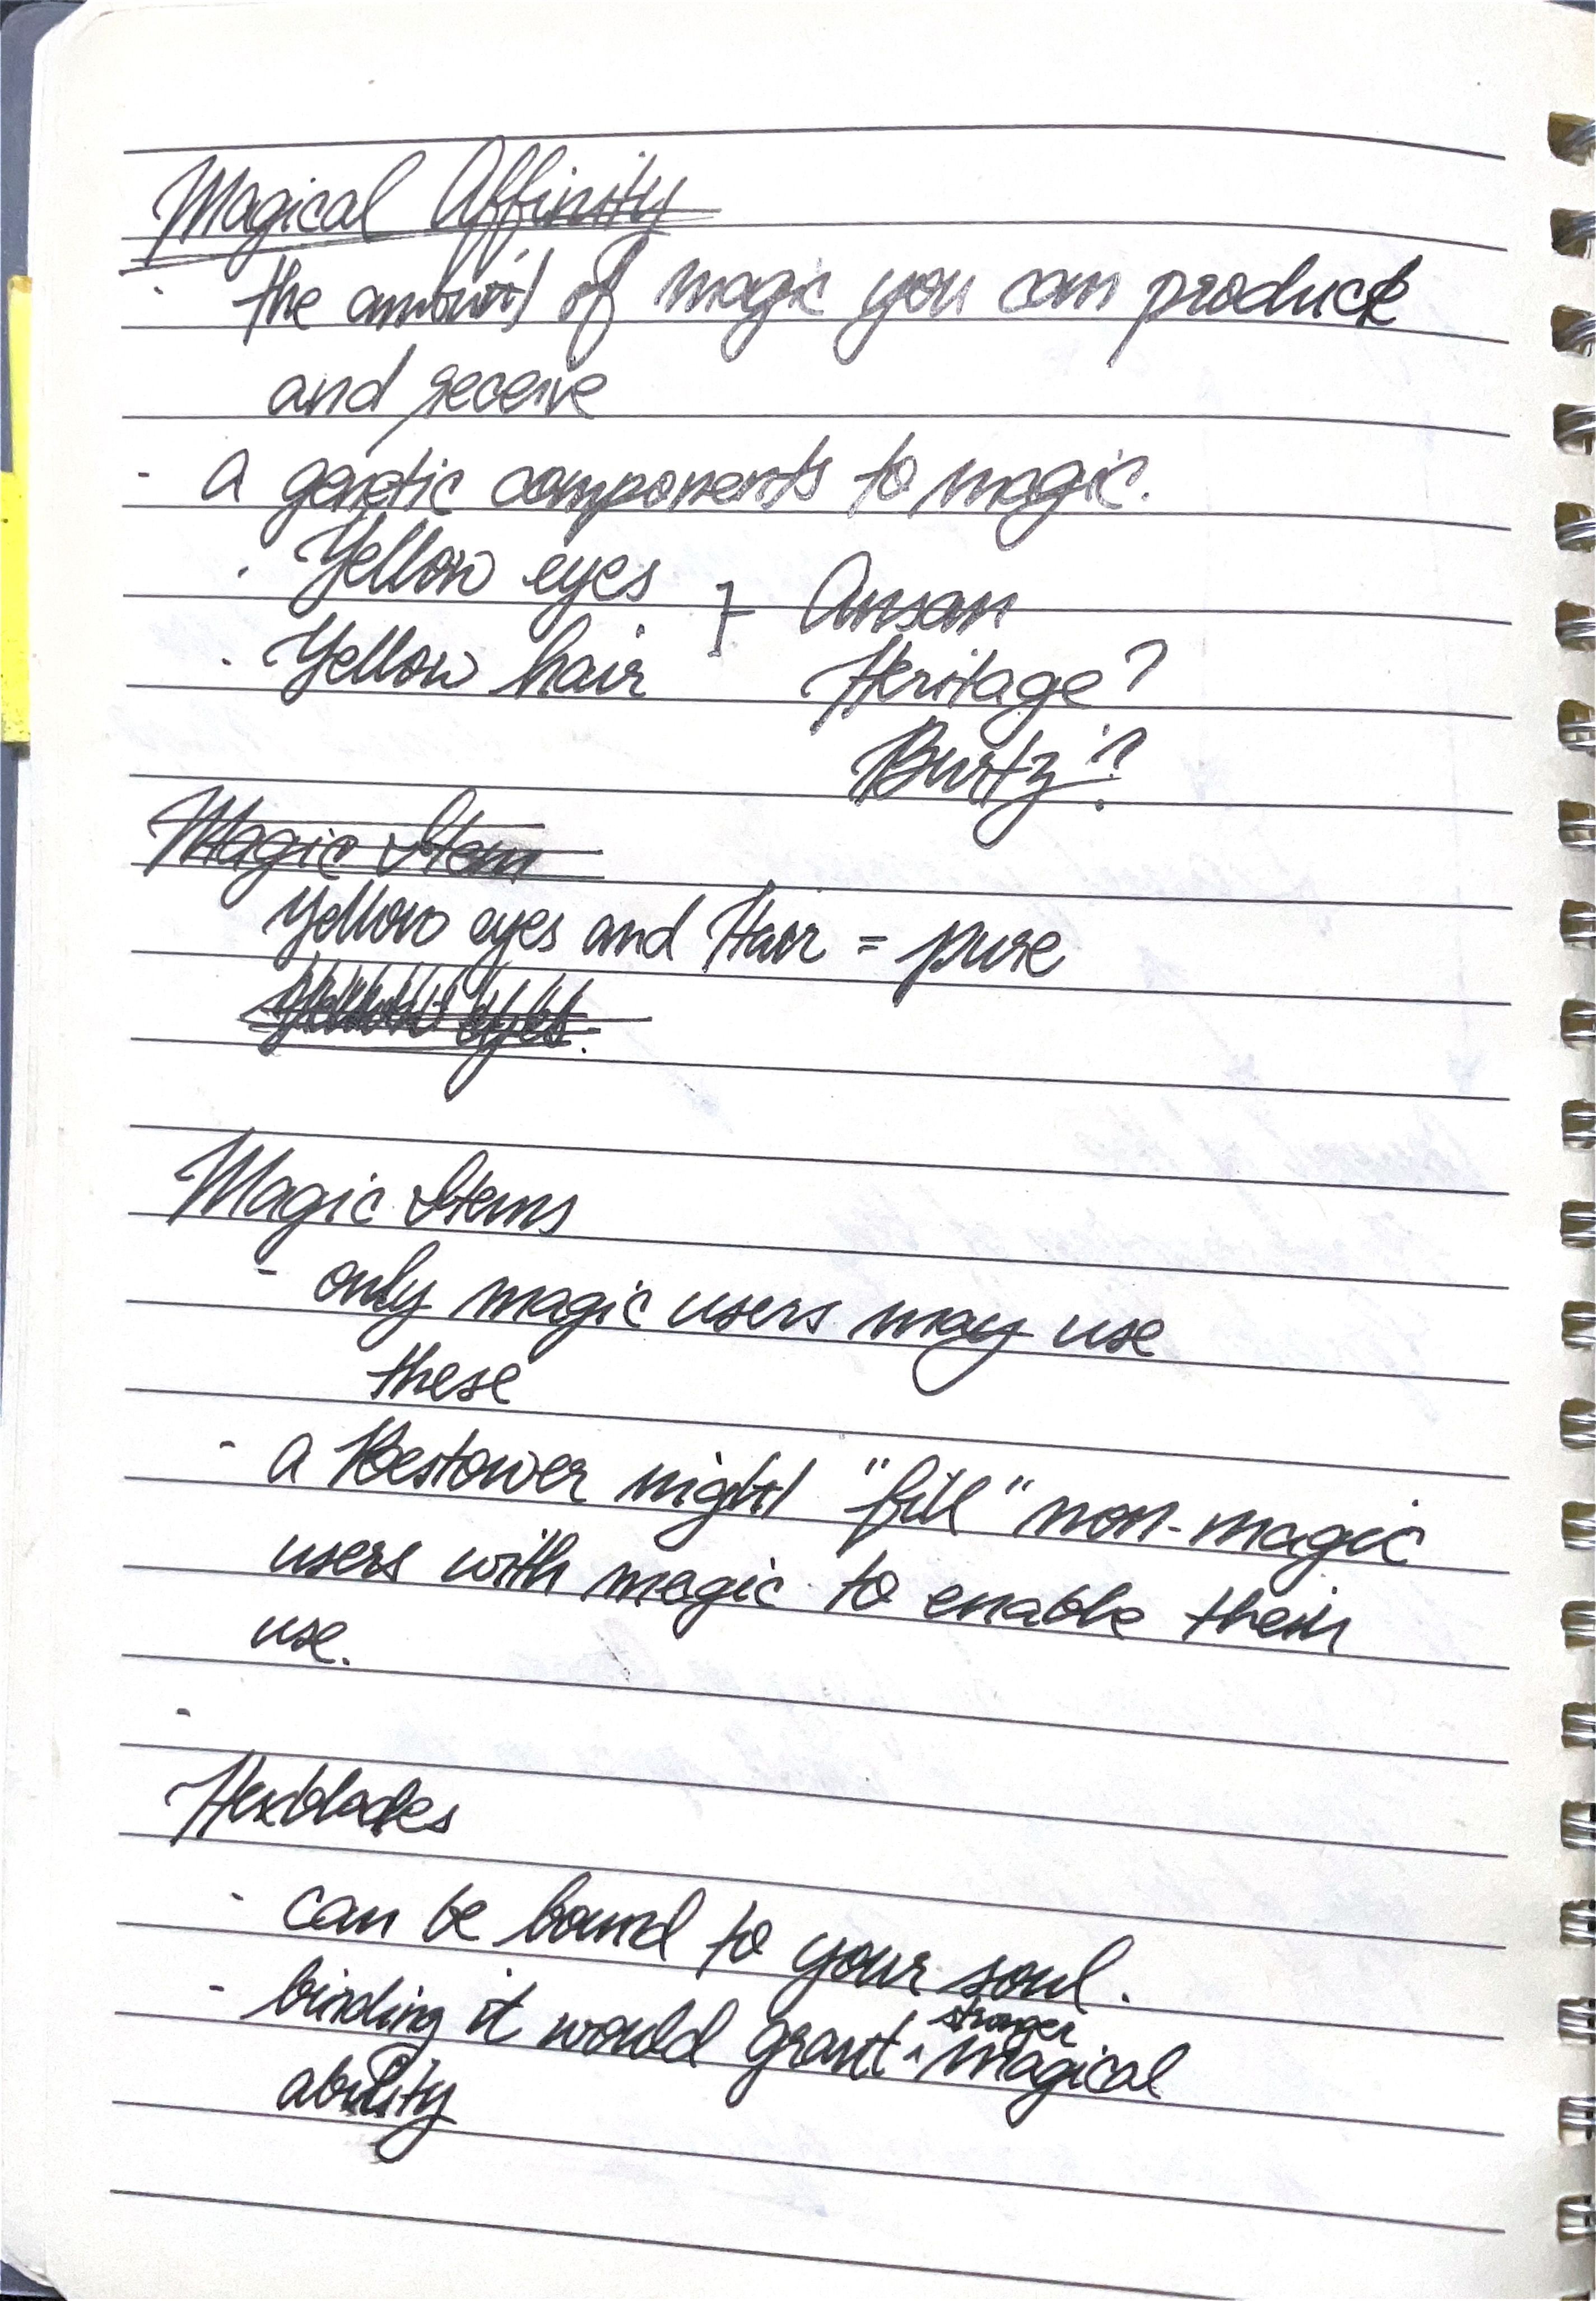 Magical Affinity
· the amount of magic you can produce
and receive
- a genetic components to magic.
· Yellow eyes } Ansan
· Yellow hair Heritage?
Burtz?
Magic Item
Yellow eyes and Hair = pure
Yellow eyes.
Magic Items
- only magic users may use
these
- a Bestower might "fill" non-magic
users with magic to enable their
use.
-
Hexblades
- can be bound to your soul.
- binding it would grant ^ stronger magical
ability